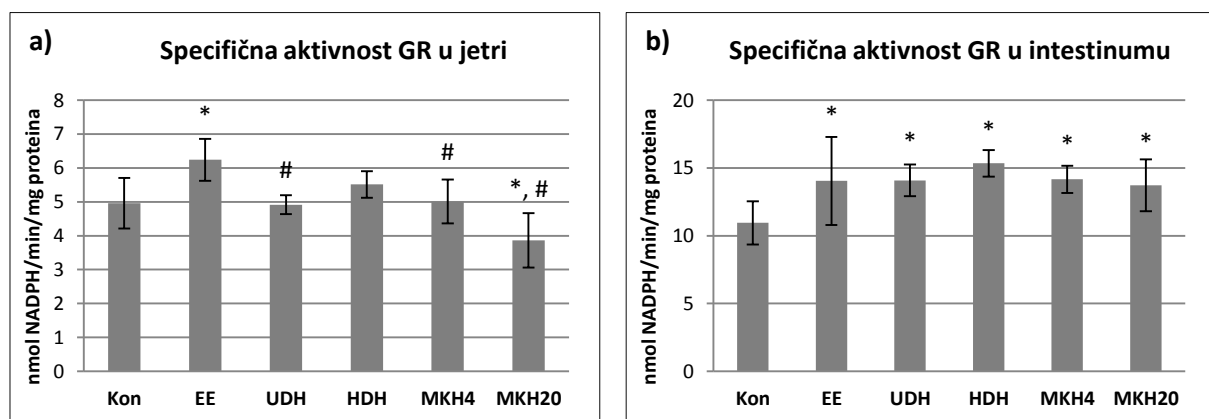 a)
Specifična aktivnost GR u jetri
nmol NADPH/min/mg proteina
8
7
6
5
4
3
2
1
0
*
#
#
*, #
Kon EE UDH HDH MKH4 MKH20
b)
Specifična aktivnost GR u intestinumu
nmol NADPH/min/mg proteina
20
15
10
5
0
* * * * *
Kon EE UDH HDH MKH4 MKH20